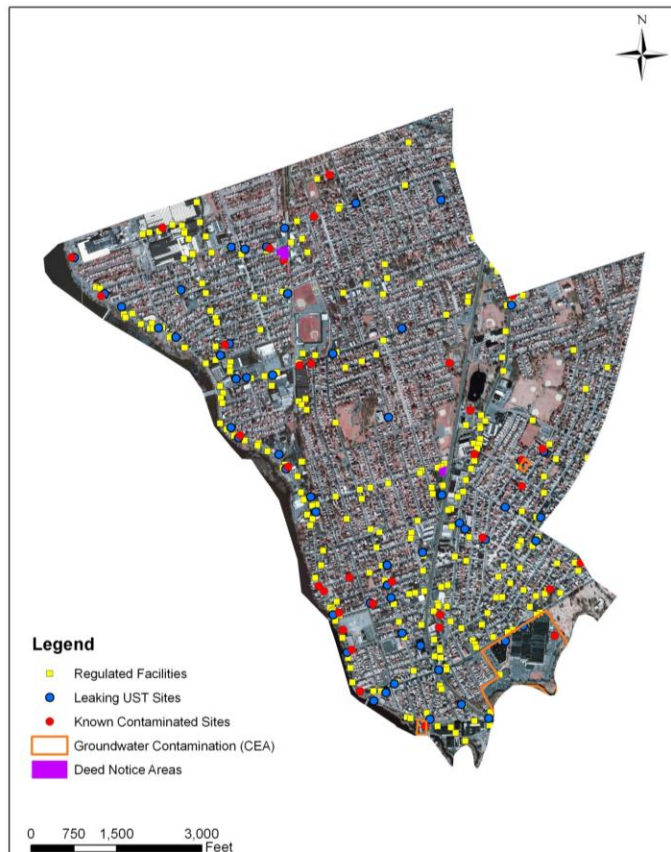 N
Legend
Regulated Facilities
Leaking UST Sites
Known Contaminated Sites
Groundwater Contamination (CEA)
Deed Notice Areas
0 750 1,500 3,000
Feet